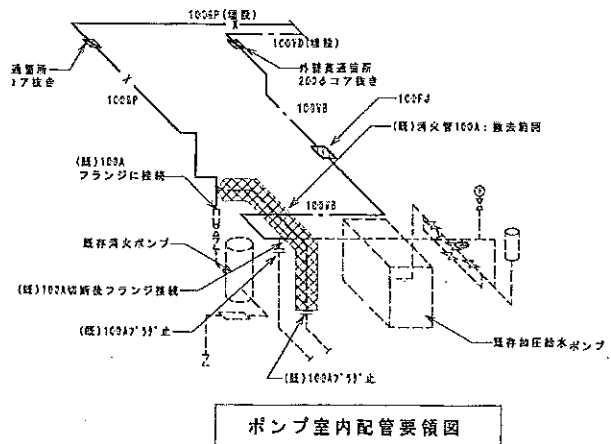 100GP(埋設)
100VD(埋設)
通管所
コア抜き
外壁貫通管所
200φコア抜き
100GP
100VB
100FJ
(既)消火管100A:撤去範囲
(既)100A
フランジに接続
100VB
既存消火ポンプ
(既)100A切断後フランジ接続
(既)100Aプラグ止
(既)100Aプラグ止
既存加圧給水ポンプ
ポンプ室内配管要領図